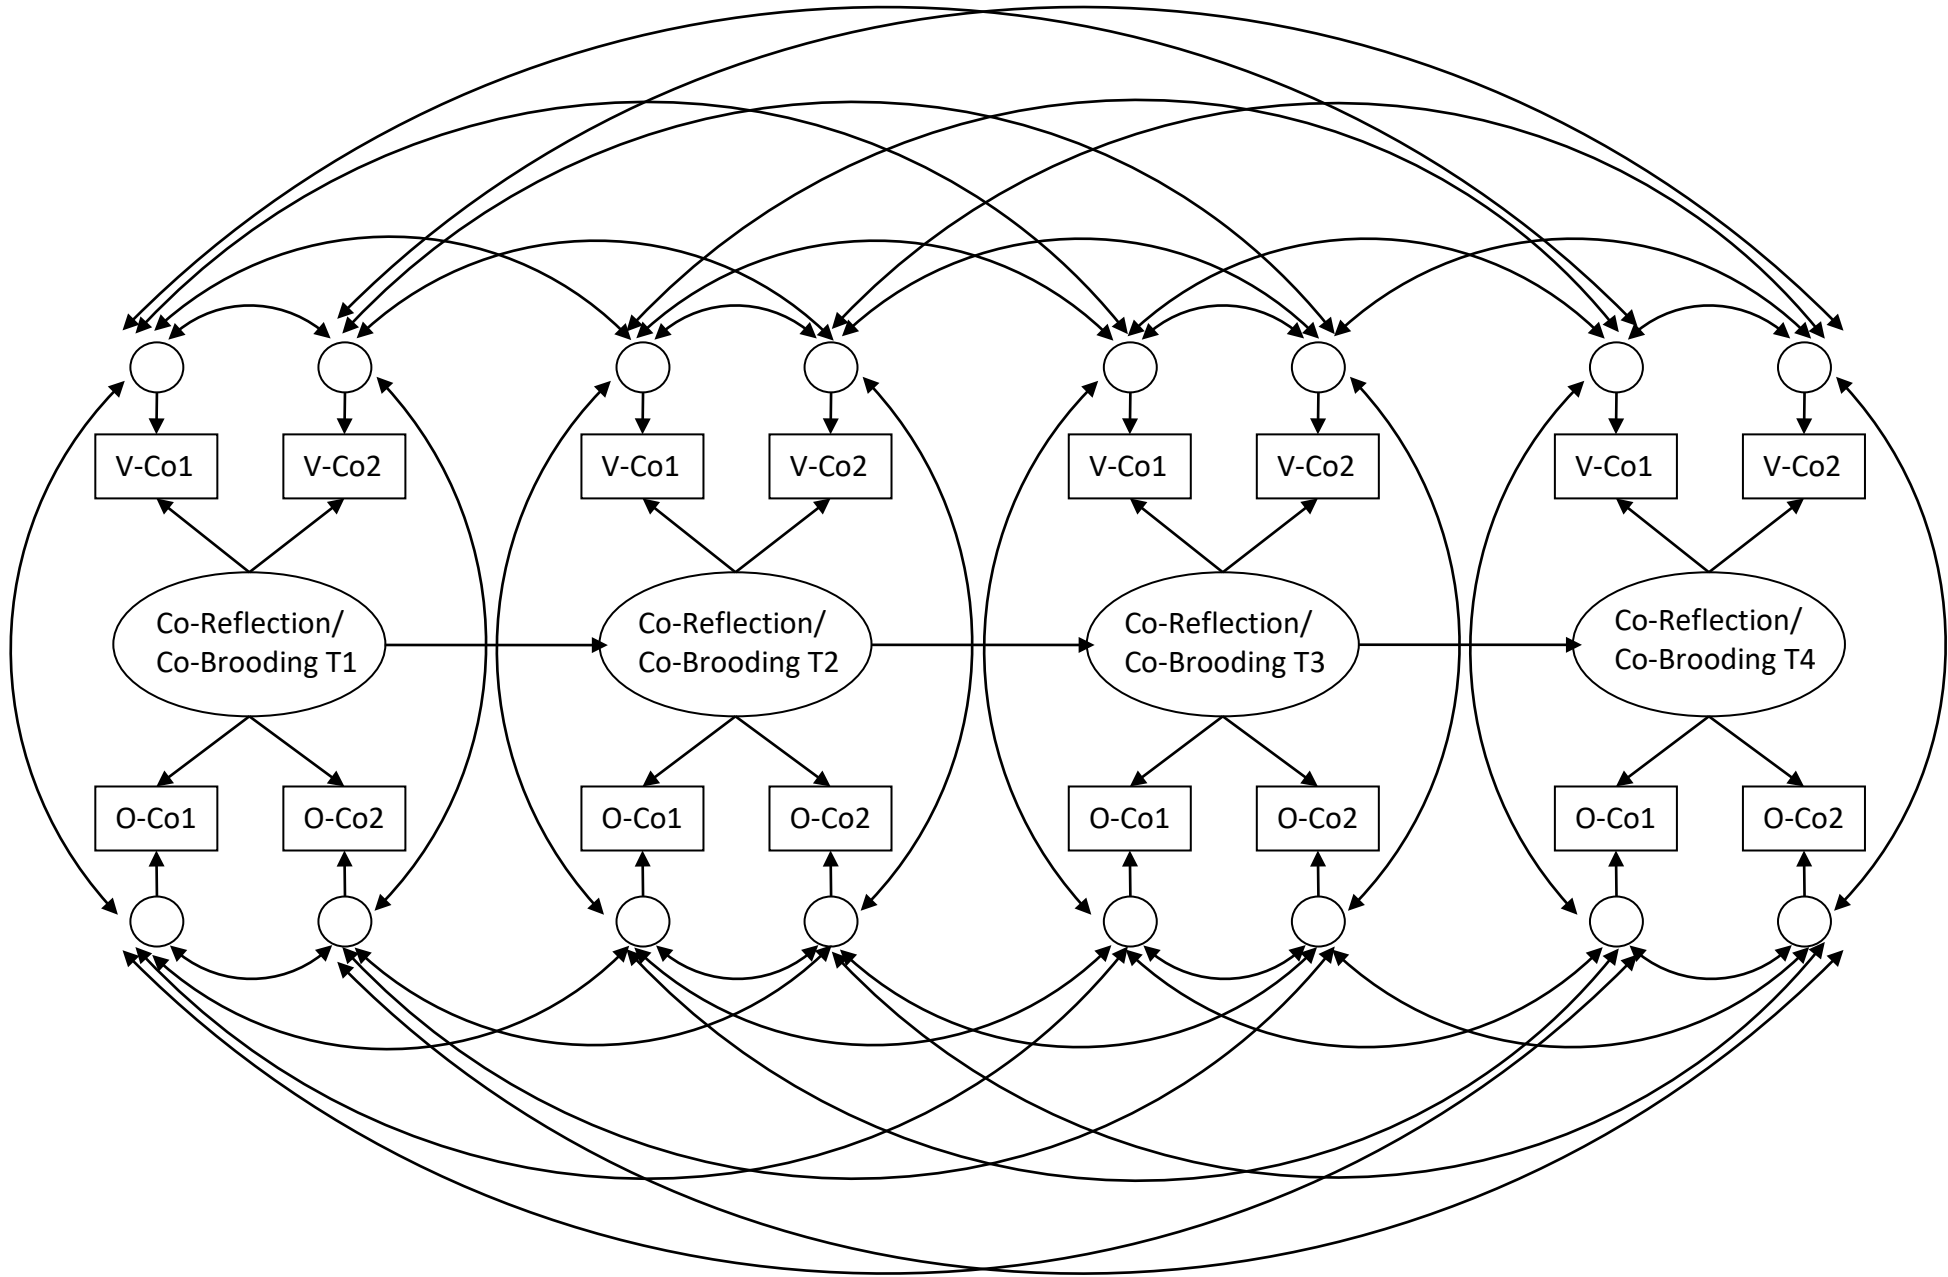 V-Co1
V-Co2
V-Co1
V-Co2
V-Co1
V-Co2
V-Co1
V-Co2
Co-Reflection/
Co-Brooding T1
Co-Reflection/
Co-Brooding T2
Co-Reflection/
Co-Brooding T3
Co-Reflection/
Co-Brooding T4
O-Co1
O-Co2
O-Co1
O-Co2
O-Co1
O-Co2
O-Co1
O-Co2